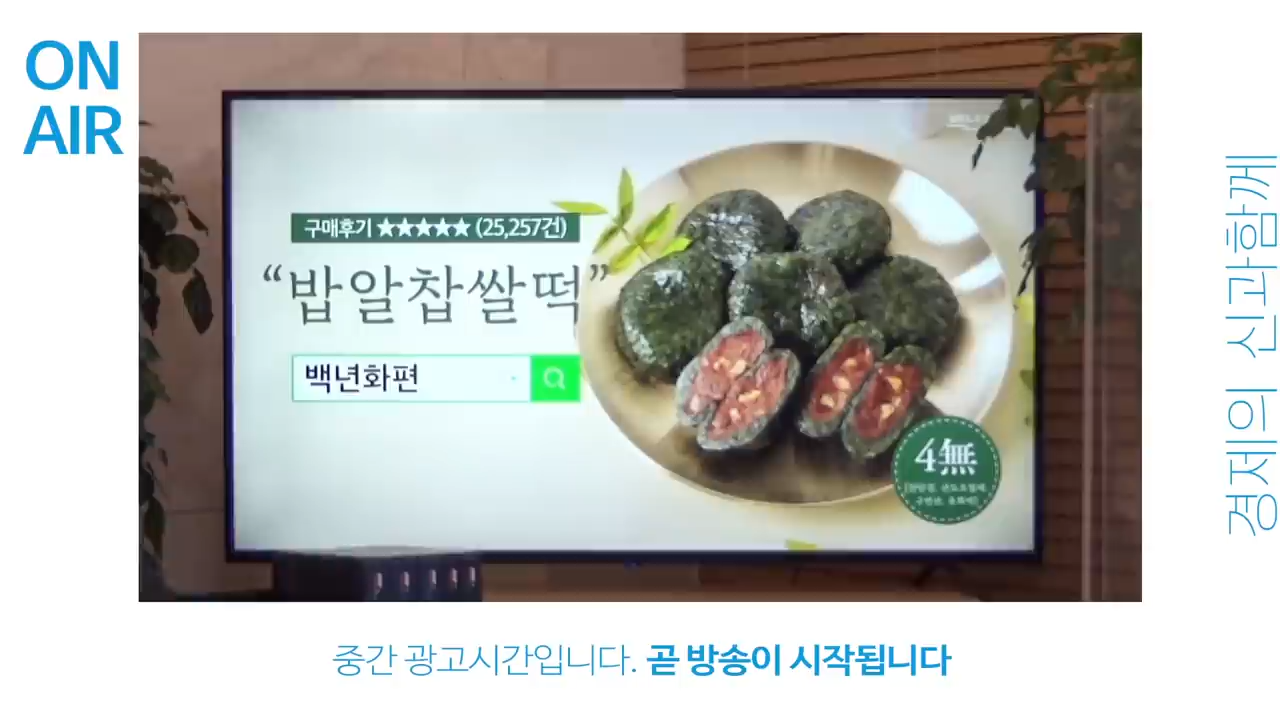 ON
AIR
구매후기 ★★★★★ (25,257건)
“밥알찹쌀떡”
백년화편
4無
경제의 신과함께
중간 광고시간입니다. 곧 방송이 시작됩니다